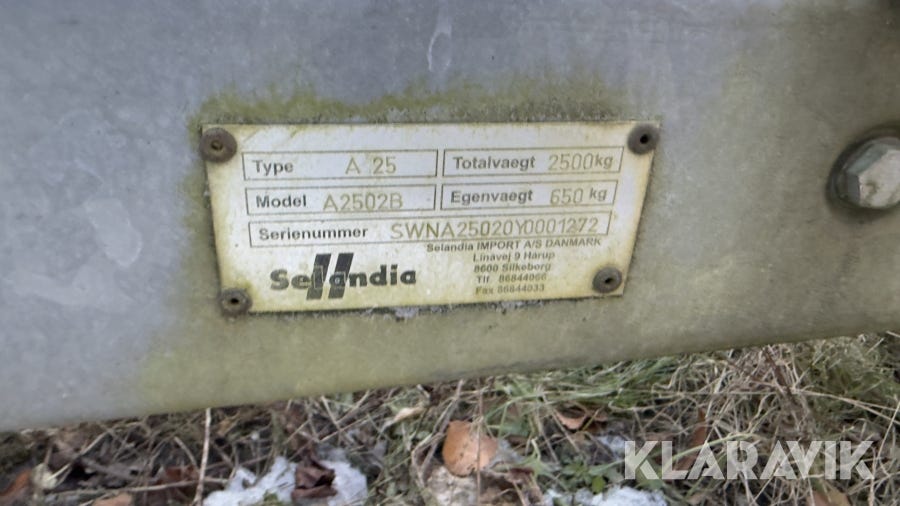 Type A 25 Totalvaegt 2500kg
Model A2502B Egenvaegt 650 kg
Serienummer SWNA25020Y0001272
Selandia IMPORT A/S DANMARK
Linåvej 9 Hårup
8600 Silkeborg
Tlf. 86844066
Fax 86844033
Selandia
KLARAVIK